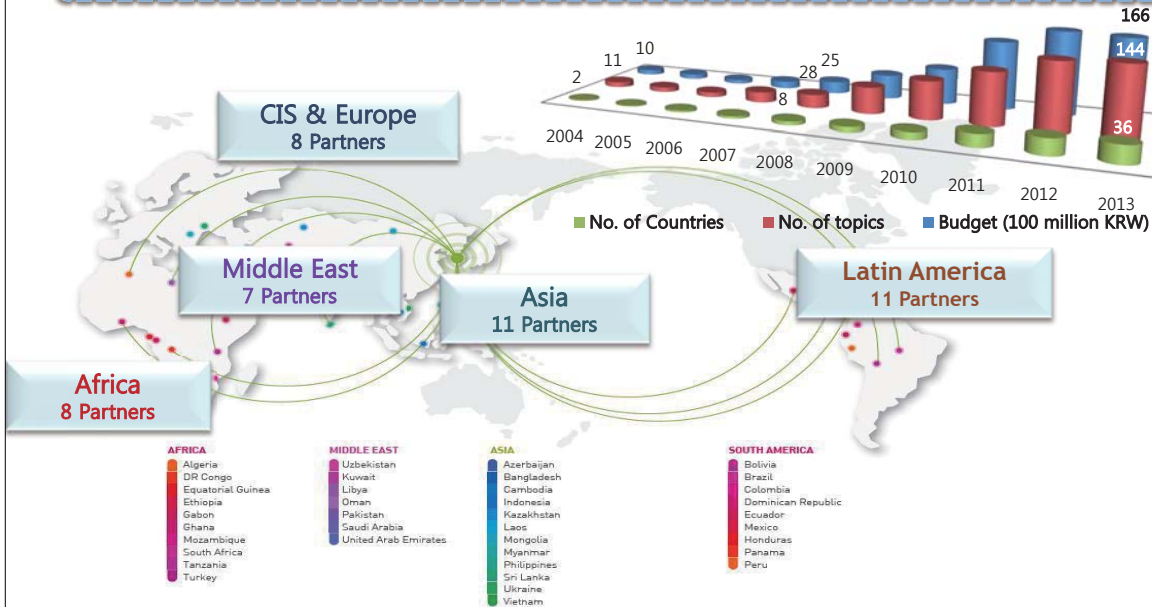 166
144
36
25
28
8
10
11
2
2004
2005
2006
2007
2008
2009
2010
2011
2012
2013
No. of Countries
No. of topics
Budget (100 million KRW)
CIS & Europe
8 Partners
Middle East
7 Partners
Asia
11 Partners
Latin America
11 Partners
Africa
8 Partners
AFRICA
Algeria
DR Congo
Equatorial Guinea
Ethiopia
Gabon
Ghana
Mozambique
South Africa
Tanzania
Turkey
MIDDLE EAST
Uzbekistan
Kuwait
Libya
Oman
Pakistan
Saudi Arabia
United Arab Emirates
ASIA
Azerbaijan
Bangladesh
Cambodia
Indonesia
Kazakhstan
Laos
Mongolia
Myanmar
Philippines
Sri Lanka
Ukraine
Vietnam
SOUTH AMERICA
Bolivia
Brazil
Colombia
Dominican Republic
Ecuador
Mexico
Honduras
Panama
Peru